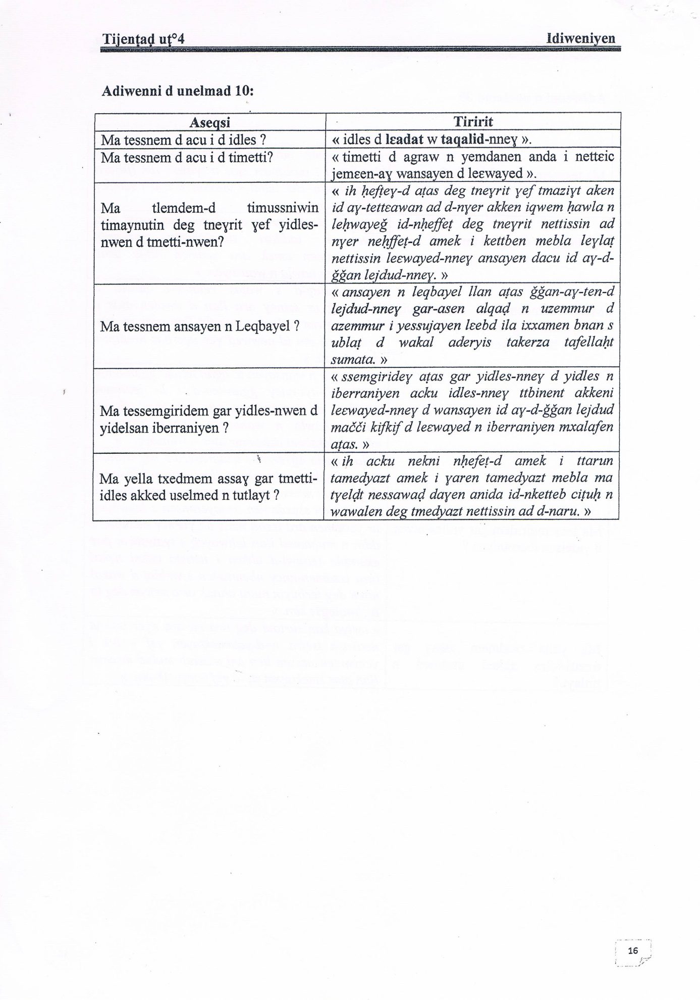 Tijenṭaḍ uṭ°4 Idiweniyen
Adiwenni d unelmad 10:
Aseqsi Tiririt
Ma tessnem d acu i d idles ?
« idles d lɛadat w taqalid-nneɣ ».
Ma tessnem d acu i d timetti?
« timetti d agraw n yemdanen anda i nettɛic
jemɛen-aɣ wansayen d leɛwayed ».
Ma tlemdem-d timussniwin
timaynutin deg tneɣrit ɣef yidles-
nwen d tmetti-nwen?
« ih ḥefṭeɣ-d aṭas deg tneɣrit ɣef tmaziɣt aken
id aɣ-tettɛawan ad d-nɣer akken iqwem ḥawla n
leḥwayeǧ id-nḥeffeṭ deg tneɣrit nettissin ad
nɣer neḥffeṭ-d amek i kettben mebla leɣlaṭ
nettissin leɛwayed-nneɣ ansayen dacu id aɣ-d-
ǧǧan lejdud-nneɣ. »
Ma tessnem ansayen n Leqbayel ?
« ansayen n leqbayel llan aṭas ǧǧan-aɣ-ten-d
lejdud-nneɣ gar-asen alqaḍ n uzemmur d
azemmur i yessujayen lɛebd ila ixxamen bnan s
ublaṭ d wakal aderyis takerza tafellaḥt
sumata. »
Ma tessemgiridem gar yidles-nwen d
yidelsan iberraniyen ?
« ssemgirideɣ aṭas gar yidles-nneɣ d yidles n
iberraniyen acku idles-nneɣ ttbinent akkeni
leɛwayed-nneɣ d wansayen id aɣ-d-ǧǧan lejdud
mačči kifkif d leɛwayed n iberraniyen mxalafen
aṭas. »
Ma yella txedmem assaɣ gar tmetti-
idles akked uselmed n tutlayt ?
« ih acku nekni nḥefeṭ-d amek i ttarun
tamedyazt amek i ɣaren tamedyazt mebla ma
tɣelḍt nessawaḍ daɣen anida id-nketteb ciṭuḥ n
wawalen deg tmedyazt nettissin ad d-naru. »
16